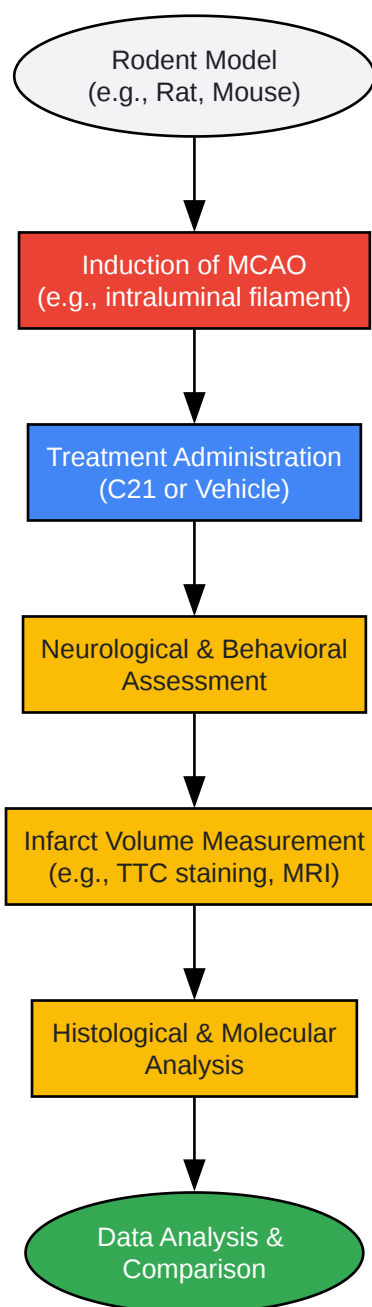 Rodent Model
(e.g., Rat, Mouse)
Induction of MCAO
(e.g., intraluminal filament)
Treatment Administration
(C21 or Vehicle)
Neurological & Behavioral
Assessment
Infarct Volume Measurement
(e.g., TTC staining, MRI)
Histological & Molecular
Analysis
Data Analysis &
Comparison